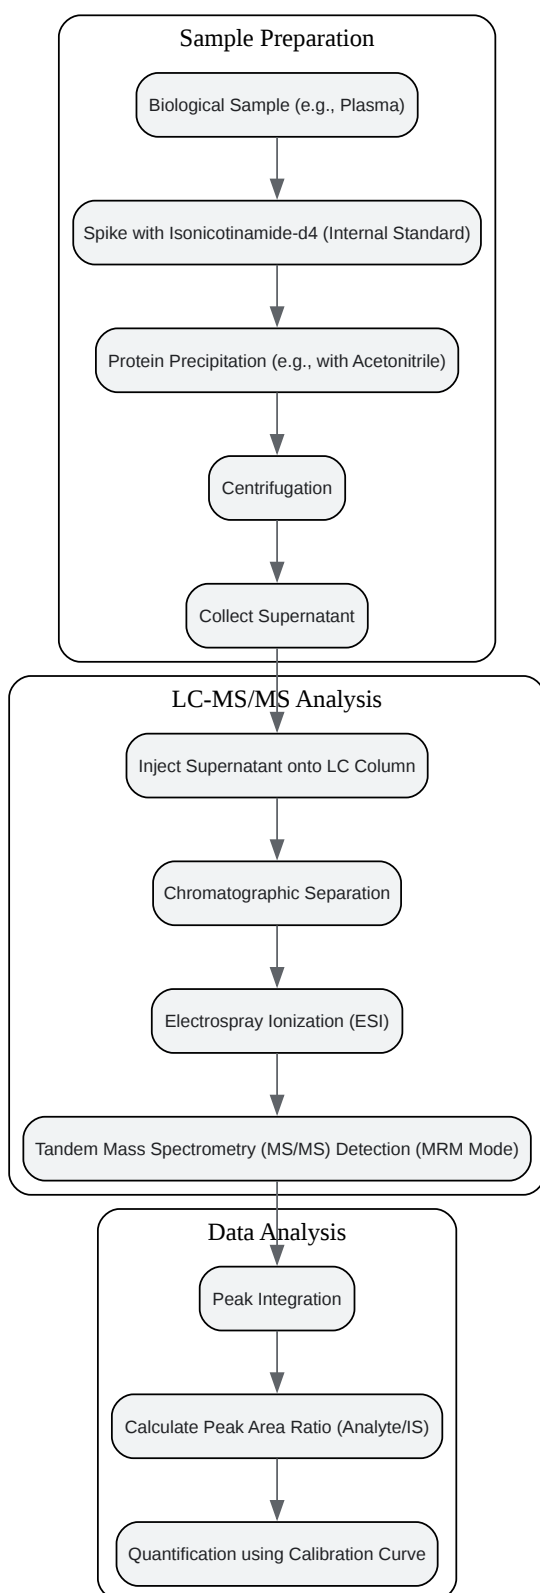 Sample Preparation
Biological Sample (e.g., Plasma)
Spike with Isonicotinamide-d4 (Internal Standard)
Protein Precipitation (e.g., with Acetonitrile)
Centrifugation
Collect Supernatant
LC-MS/MS Analysis
Inject Supernatant onto LC Column
Chromatographic Separation
Electrospray Ionization (ESI)
Tandem Mass Spectrometry (MS/MS) Detection (MRM Mode)
Data Analysis
Peak Integration
Calculate Peak Area Ratio (Analyte/IS)
Quantification using Calibration Curve